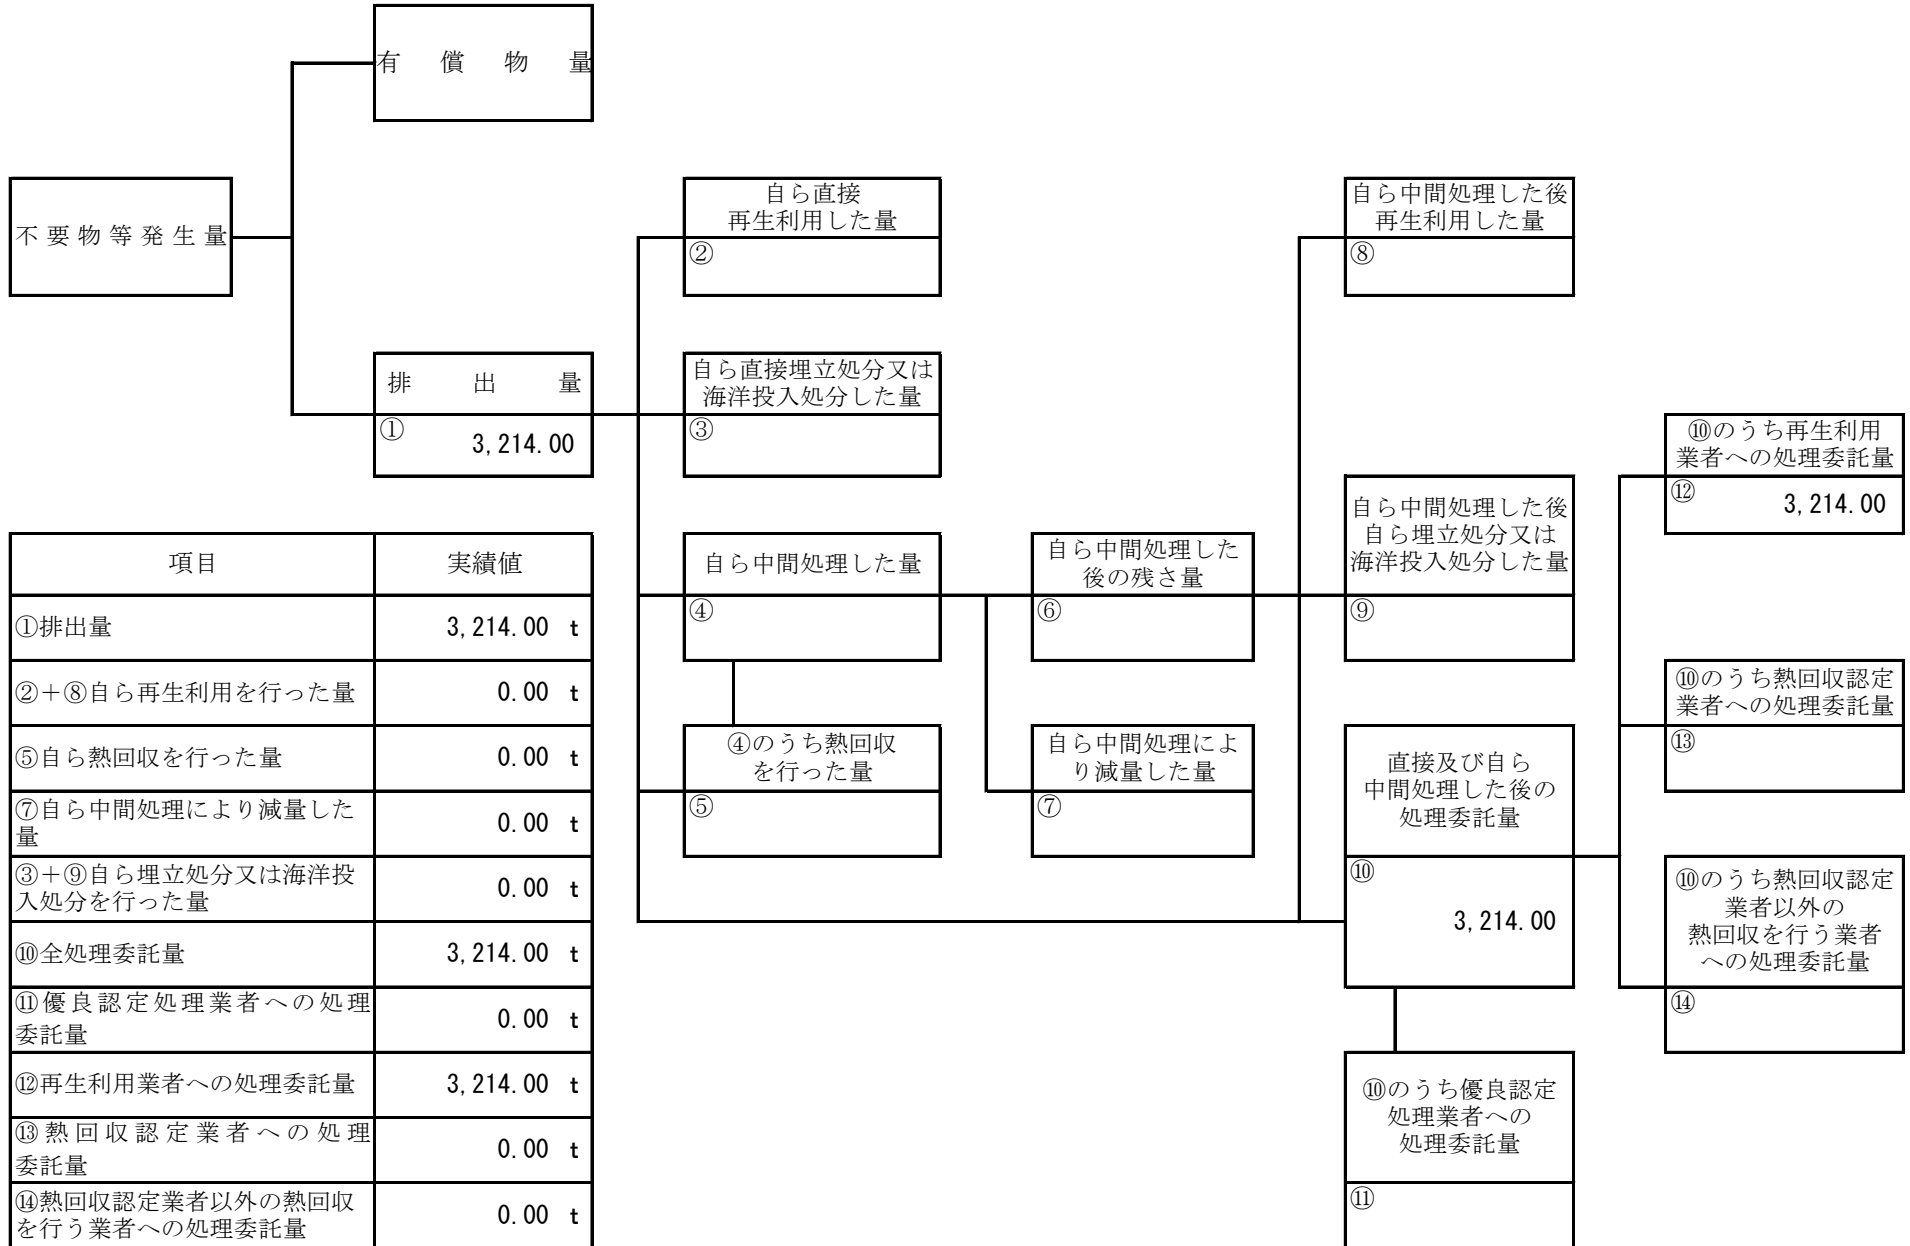 有償物量
不要物等発生量
排出量
① 3,214.00
自ら直接
再生利用した量
②
自ら直接埋立処分又は
海洋投入処分した量
③
自ら中間処理した量
④
④のうち熱回収
を行った量
⑤
自ら中間処理した
後の残さ量
⑥
自ら中間処理によ
り減量した量
⑦
自ら中間処理した後
再生利用した量
⑧
自ら中間処理した後
自ら埋立処分又は
海洋投入処分した量
⑨
直接及び自ら
中間処理した後の
処理委託量
⑩
3,214.00
⑩のうち優良認定
処理業者への
処理委託量
⑪
⑩のうち再生利用
業者への処理委託量
⑫ 3,214.00
⑩のうち熱回収認定
業者への処理委託量
⑬
⑩のうち熱回収認定
業者以外の
熱回収を行う業者
への処理委託量
⑭
項目 実績値
①排出量 3,214.00 t
②＋⑧自ら再生利用を行った量 0.00 t
⑤自ら熱回収を行った量 0.00 t
⑦自ら中間処理により減量した
量 0.00 t
③＋⑨自ら埋立処分又は海洋投
入処分を行った量 0.00 t
⑩全処理委託量 3,214.00 t
⑪優良認定処理業者への処理
委託量 0.00 t
⑫再生利用業者への処理委託量 3,214.00 t
⑬熱回収認定業者への処理
委託量 0.00 t
⑭熱回収認定業者以外の熱回収
を行う業者への処理委託量 0.00 t